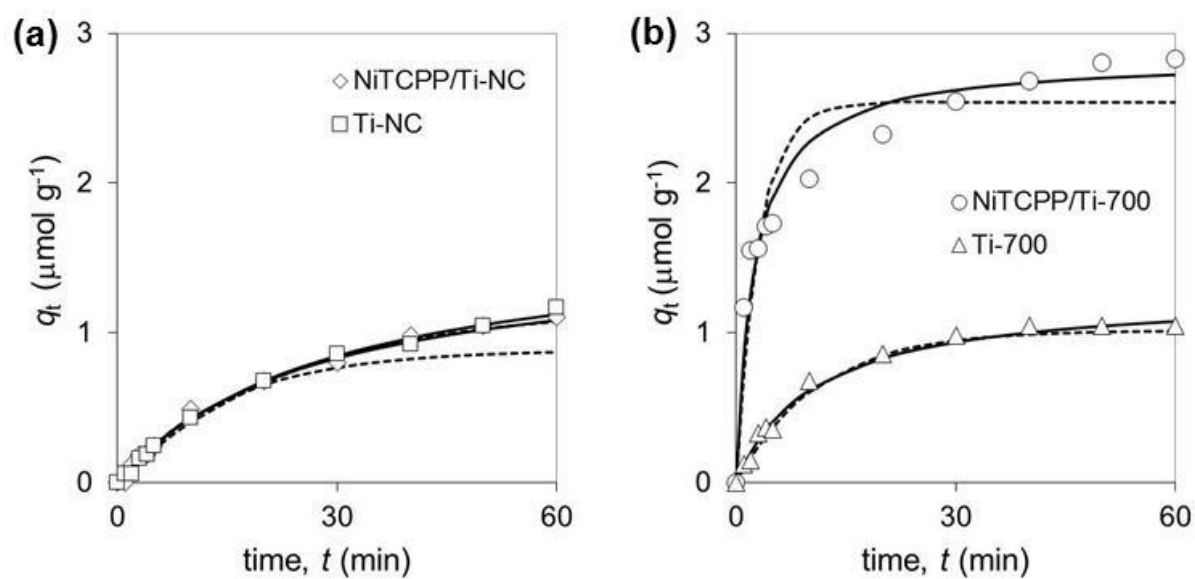 (a)
3
2
1
0
qt (μmol g-1)
NiTCPP/Ti-NC
Ti-NC
0
30
60
time, t (min)
(b)
3
2
1
0
qt (μmol g-1)
NiTCPP/Ti-700
Ti-700
0
30
60
time, t (min)